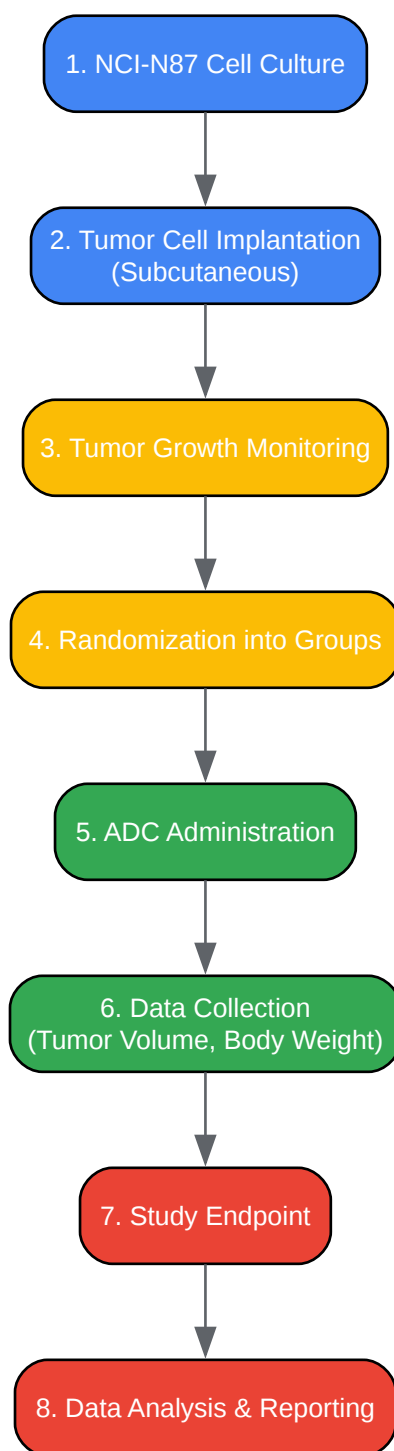 1. NCI-N87 Cell Culture
2. Tumor Cell Implantation
(Subcutaneous)
3. Tumor Growth Monitoring
4. Randomization into Groups
5. ADC Administration
6. Data Collection
(Tumor Volume, Body Weight)
7. Study Endpoint
8. Data Analysis & Reporting